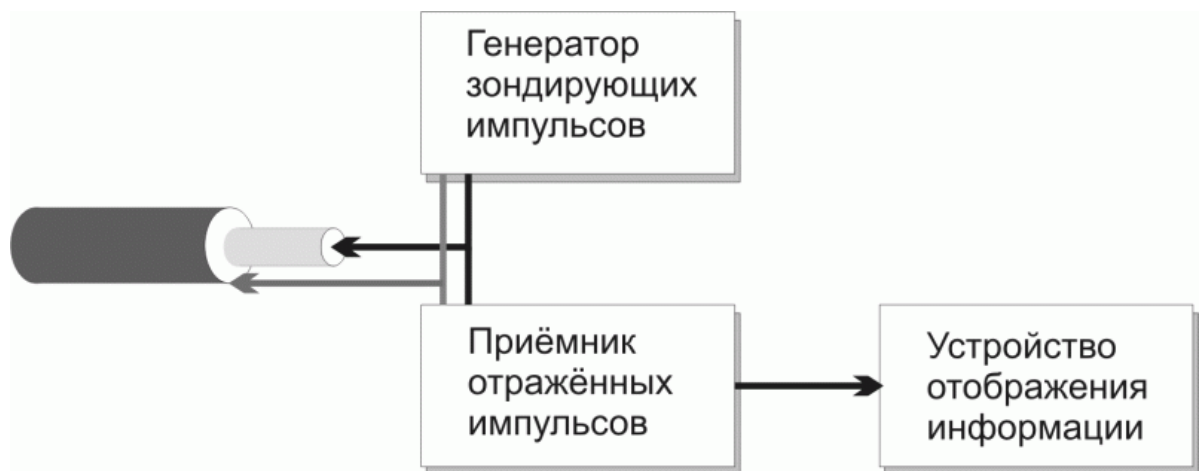 Генератор
зондирующих
импульсов
Приёмник
отражённых
импульсов
Устройство
отображения
информации